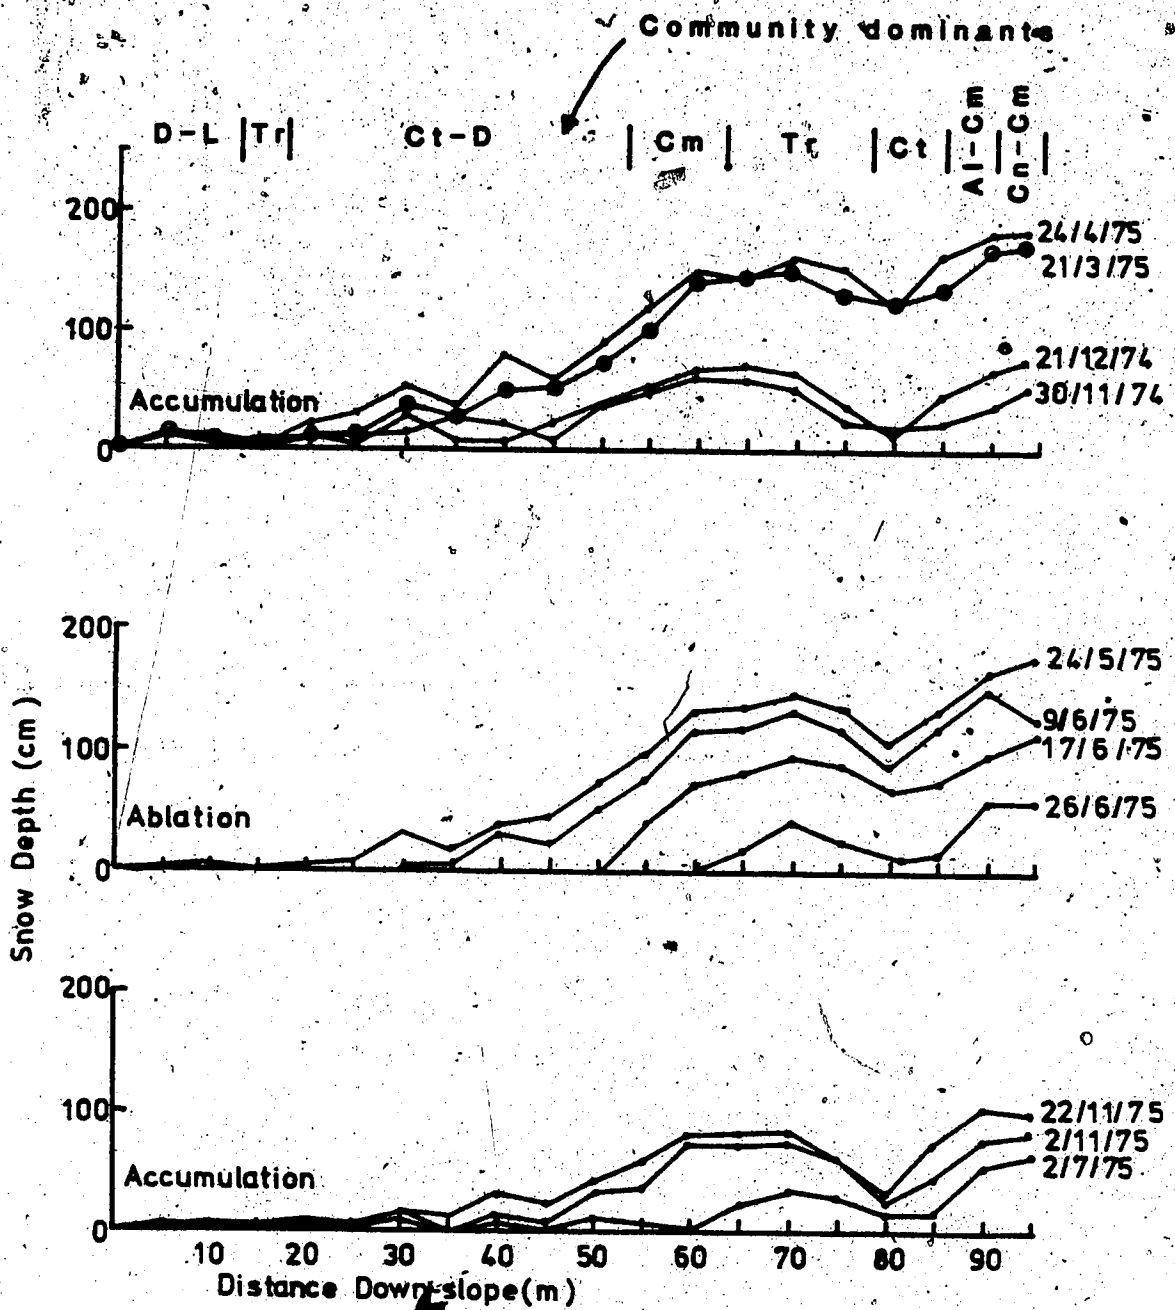 Community dominants
D-L | Tr | Ct-D | Cm | Tr | Ct | Al-Cm | Cn-Cm |
200
24/4/75
21/3/75
100
21/12/74
30/11/74
Accumulation
0
200
24/5/75
9/6/75
100
17/6/75
26/6/75
Ablation
0
Snow Depth (cm)
200
100
22/11/75
2/11/75
2/7/75
Accumulation
0
10 20 30 40 50 60 70 80 90
Distance Down-slope(m)